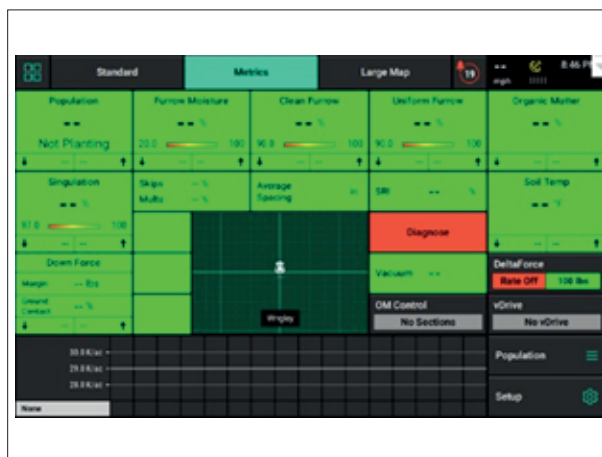 Standard
Metrics
Large Map
19
--
mph
8:46 PM
Population
-- %
Not Planting
-- --
Furrow Moisture
-- %
20.0 100
-- --
Clean Furrow
-- %
90.0 100
-- --
Uniform Furrow
-- %
90.0 100
-- --
Organic Matter
-- %
-- --
Singulation
-- %
97.0 100
-- --
Skips -- %
Mults -- %
Average
Spacing
in
SRI -- %
Soil Temp
-- °F
-- --
Diagnose
Down Force
Margin -- lbs
Ground
Contact -- %
-- --
Wrigley
Vacuum --
OM Control
No Sections
DeltaForce
Rate Off 100 lbs
vDrive
No vDrive
30.0 K/ac
29.0 K/ac
28.0 K/ac
None
Population
Setup